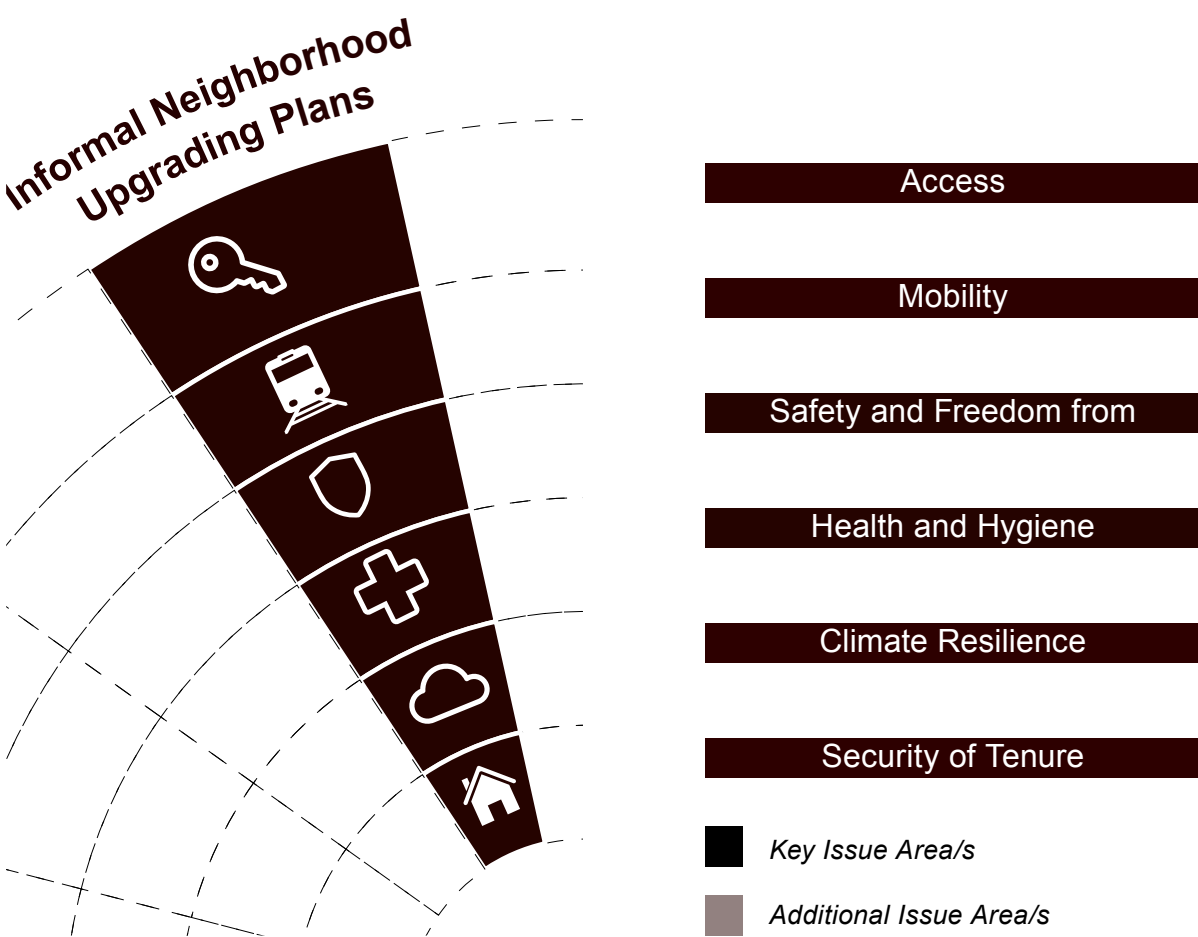 Informal Neighborhood
Upgrading Plans
Access
Mobility
Safety and Freedom from
Health and Hygiene
Climate Resilience
Security of Tenure
Key Issue Area/s
Additional Issue Area/s